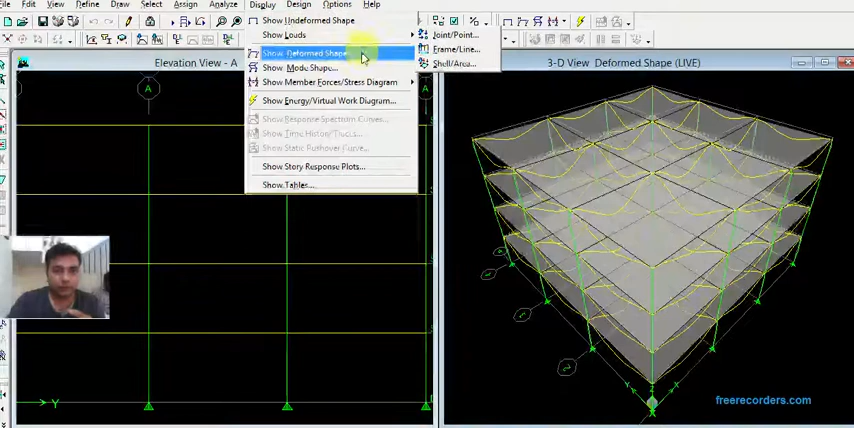 File Edit View Define Draw Select Assign Analyze Display Design Options Help
Show Undeformed Shape
Show Loads
Show Deformed Shape
Show Mode Shape...
Show Member Forces/Stress Diagram
Show Energy/Virtual Work Diagram...
Show Response Spectrum Curves...
Show Time History Traces...
Show Static Pushover Curve...
Show Story Response Plots...
Show Tables...
Joint/Point...
Frame/Line...
Shell/Area...
Elevation View - A
3-D View Deformed Shape (LIVE)
A
A
A
Y
Y
X
Z
freerecorders.com